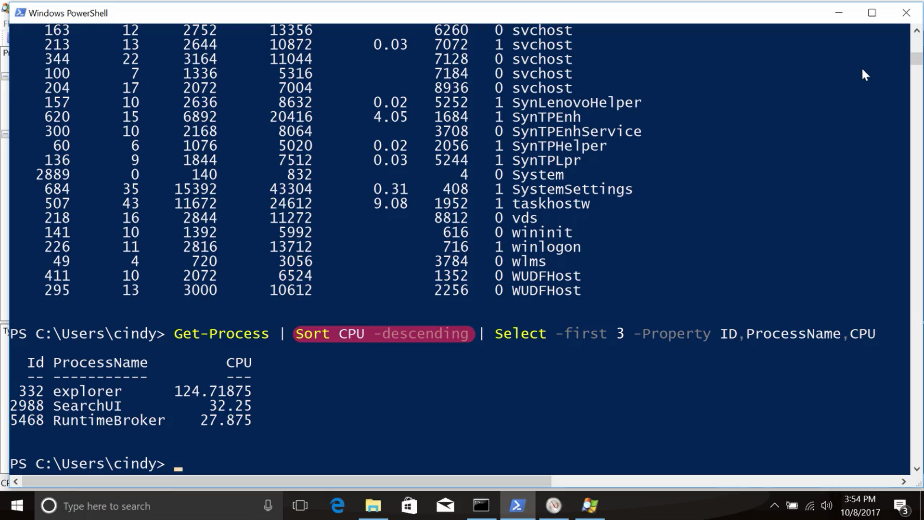 Windows PowerShell
163 12 2752 13356 6260 0 svchost
213 13 2644 10872 0.03 7072 1 svchost
344 22 3164 11044 7128 0 svchost
100 7 1336 5316 7184 0 svchost
204 17 2072 7004 8936 0 svchost
157 10 2636 8632 0.02 5252 1 SynLenovoHelper
620 15 6892 20416 4.05 1684 1 SynTPEnh
300 10 2168 8064 3708 0 SynTPEnhService
60 6 1076 5020 0.02 2056 1 SynTPHelper
136 9 1844 7512 0.03 5244 1 SynTPLpr
2889 0 140 832 4 0 System
684 35 15392 43304 0.31 408 1 SystemSettings
507 43 11672 24612 9.08 1952 1 taskhostw
218 16 2844 11272 8812 0 vds
141 10 1392 5992 616 0 wininit
226 11 2816 13712 716 1 winlogon
49 4 720 3056 3784 0 wlms
411 10 2072 6524 1352 0 WUDFHost
295 13 3000 10612 2256 0 WUDFHost
PS C:\Users\cindy> Get-Process | Sort CPU -descending | Select -first 3 -Property ID,ProcessName,CPU
Id ProcessName CPU
-- ----------- ---
332 explorer 124.71875
2988 SearchUI 32.25
5468 RuntimeBroker 27.875
PS C:\Users\cindy>
Type here to search
3:54 PM
10/8/2017
3